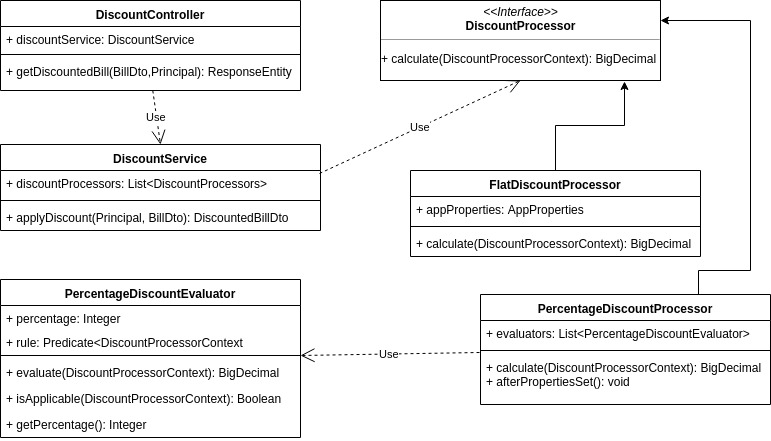 DiscountController
+ discountService: DiscountService
+ getDiscountedBill(BillDto,Principal): ResponseEntity
<<Interface>>
DiscountProcessor
+ calculate(DiscountProcessorContext): BigDecimal
Use
Use
DiscountService
+ discountProcessors: List<DiscountProcessors>
+ applyDiscount(Principal, BillDto): DiscountedBillDto
FlatDiscountProcessor
+ appProperties: AppProperties
+ calculate(DiscountProcessorContext): BigDecimal
PercentageDiscountEvaluator
+ percentage: Integer
+ rule: Predicate<DiscountProcessorContext
+ evaluate(DiscountProcessorContext): BigDecimal
+ isApplicable(DiscountProcessorContext): Boolean
+ getPercentage(): Integer
Use
PercentageDiscountProcessor
+ evaluators: List<PercentageDiscountEvaluator>
+ calculate(DiscountProcessorContext): BigDecimal
+ afterPropertiesSet(): void